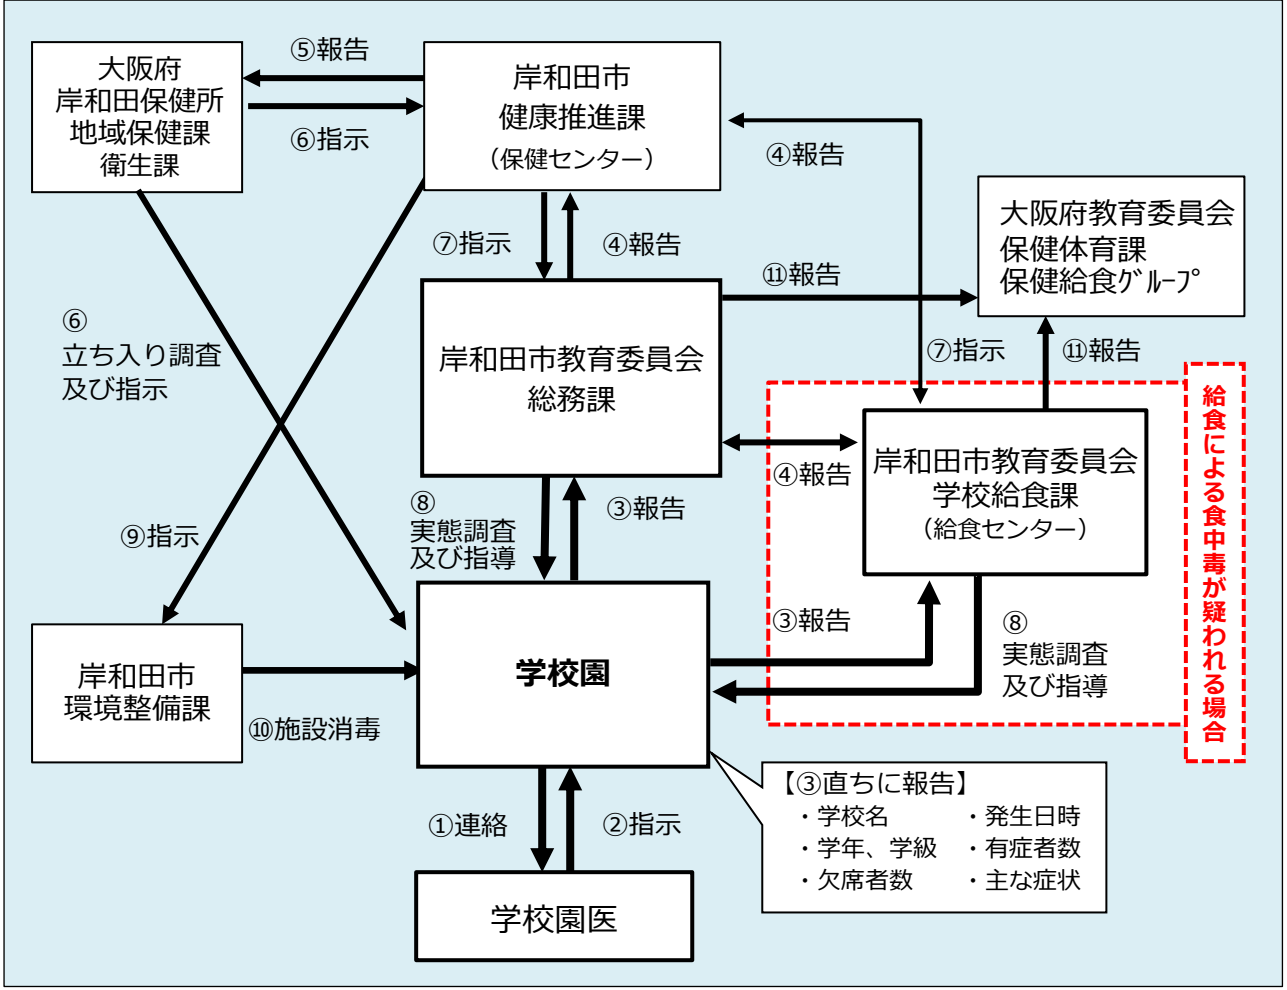 ⑤報告
大阪府
岸和田保健所
地域保健課
衛生課
⑥指示
岸和田市
健康推進課
（保健センター）
④報告
⑦指示
④報告
大阪府教育委員会
保健体育課
保健給食ｸﾞﾙｰﾌﾟ
⑪報告
⑥
立ち入り調査
及び指示
岸和田市教育委員会
総務課
⑦指示
⑪報告
給食による食中毒が疑われる場合
④報告
岸和田市教育委員会
学校給食課
（給食センター）
⑨指示
⑧
実態調査
及び指導
③報告
③報告
⑧
実態調査
及び指導
岸和田市
環境整備課
⑩施設消毒
学校園
①連絡
②指示
学校園医
【③直ちに報告】
・学校名　・発生日時
・学年、学級　・有症者数
・欠席者数　・主な症状